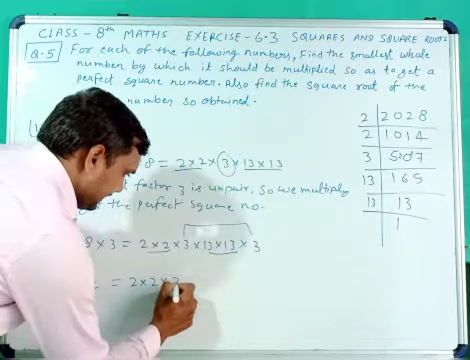 CLASS - 8th MATHS EXERCISE - 6.3 SQUARES AND SQUARE ROOTS
Q.5 For each of the following numbers, Find the smallest whole
number by which it should be multiplied so as to get a
perfect square number. Also find the square root of the
number so obtained.
8 = 2 × 2 × 3 × 13 × 13
factor 3 is unpair, so we multiply
the perfect square no.
8 × 3 = 2 × 2 × 3 × 13 × 13 × 3
= 2 × 2 × 3
2 2028
2 1014
3 507
13 169
13 13
1